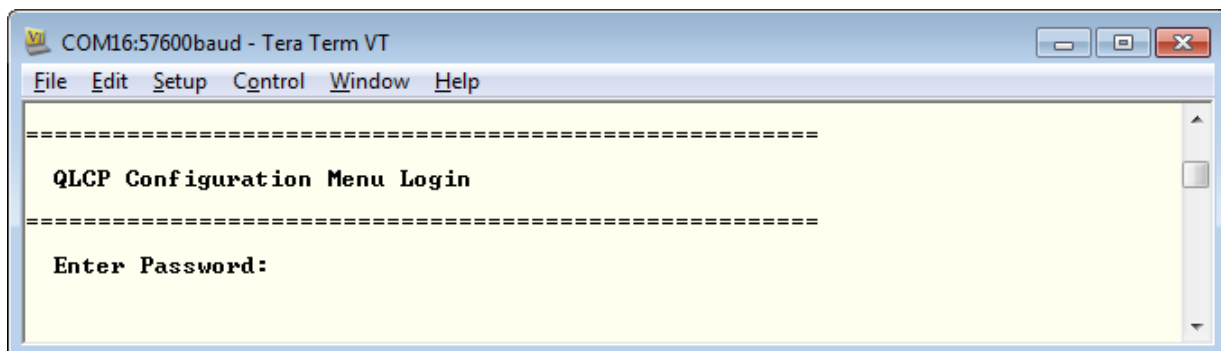 COM16:57600baud - Tera Term VT
File Edit Setup Control Window Help
=======================================================
QLCP Configuration Menu Login
=======================================================
Enter Password: